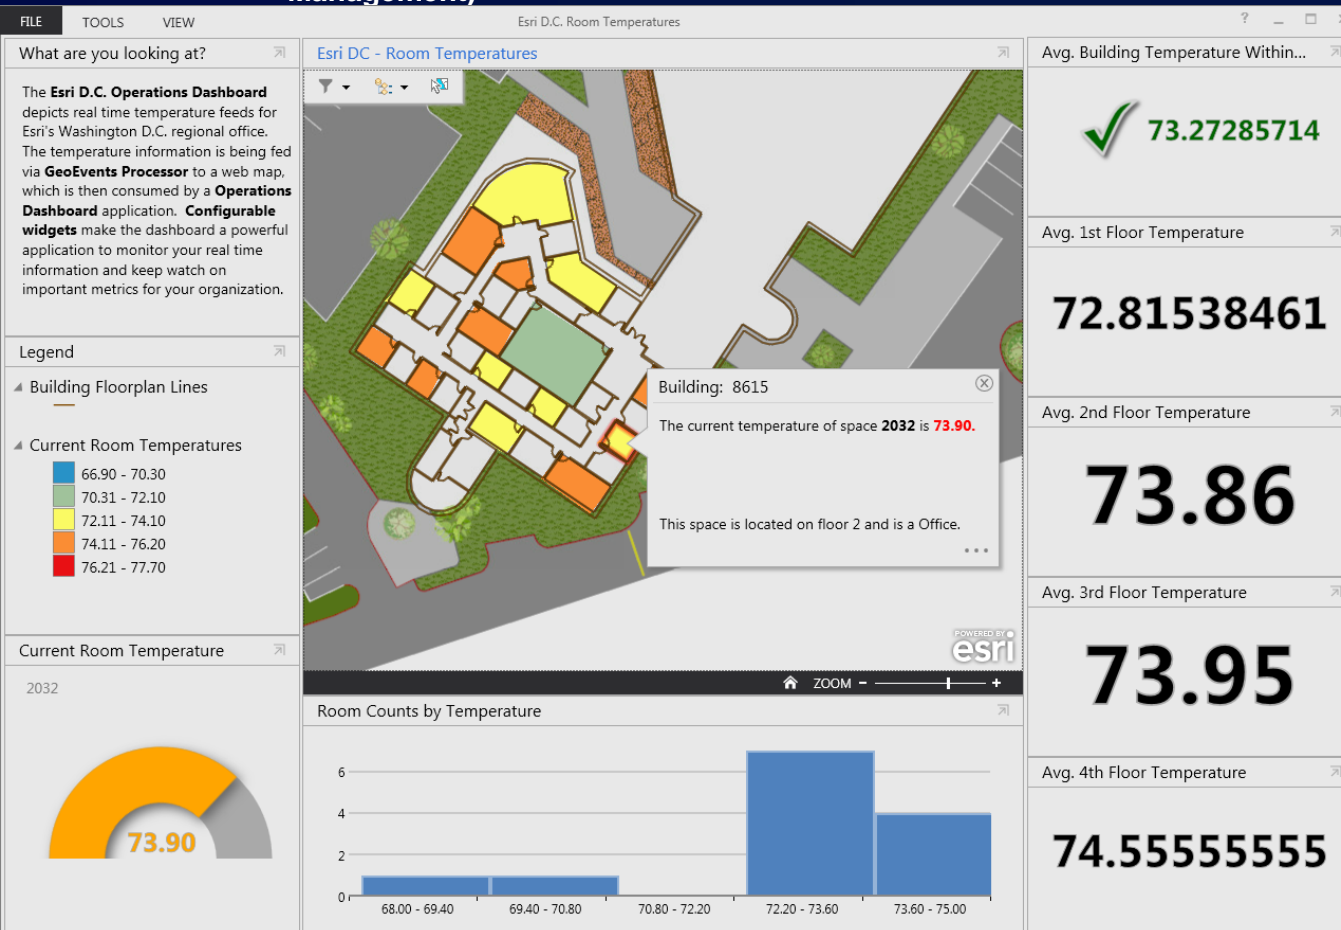 Management,
FILE TOOLS VIEW
Esri D.C. Room Temperatures
?
What are you looking at?
The Esri D.C. Operations Dashboard
depicts real time temperature feeds for
Esri's Washington D.C. regional office.
The temperature information is being fed
via GeoEvents Processor to a web map,
which is then consumed by a Operations
Dashboard application. Configurable
widgets make the dashboard a powerful
application to monitor your real time
information and keep watch on
important metrics for your organization.
Legend
Building Floorplan Lines
Current Room Temperatures
66.90 - 70.30
70.31 - 72.10
72.11 - 74.10
74.11 - 76.20
76.21 - 77.70
Current Room Temperature
2032
73.90
Esri DC - Room Temperatures
Building: 8615
The current temperature of space 2032 is 73.90.
This space is located on floor 2 and is a Office.
POWERED BY
esri
ZOOM - +
Room Counts by Temperature
6
4
2
0
68.00 - 69.40
69.40 - 70.80
70.80 - 72.20
72.20 - 73.60
73.60 - 75.00
Avg. Building Temperature Within...
73.27285714
Avg. 1st Floor Temperature
72.81538461
Avg. 2nd Floor Temperature
73.86
Avg. 3rd Floor Temperature
73.95
Avg. 4th Floor Temperature
74.55555555